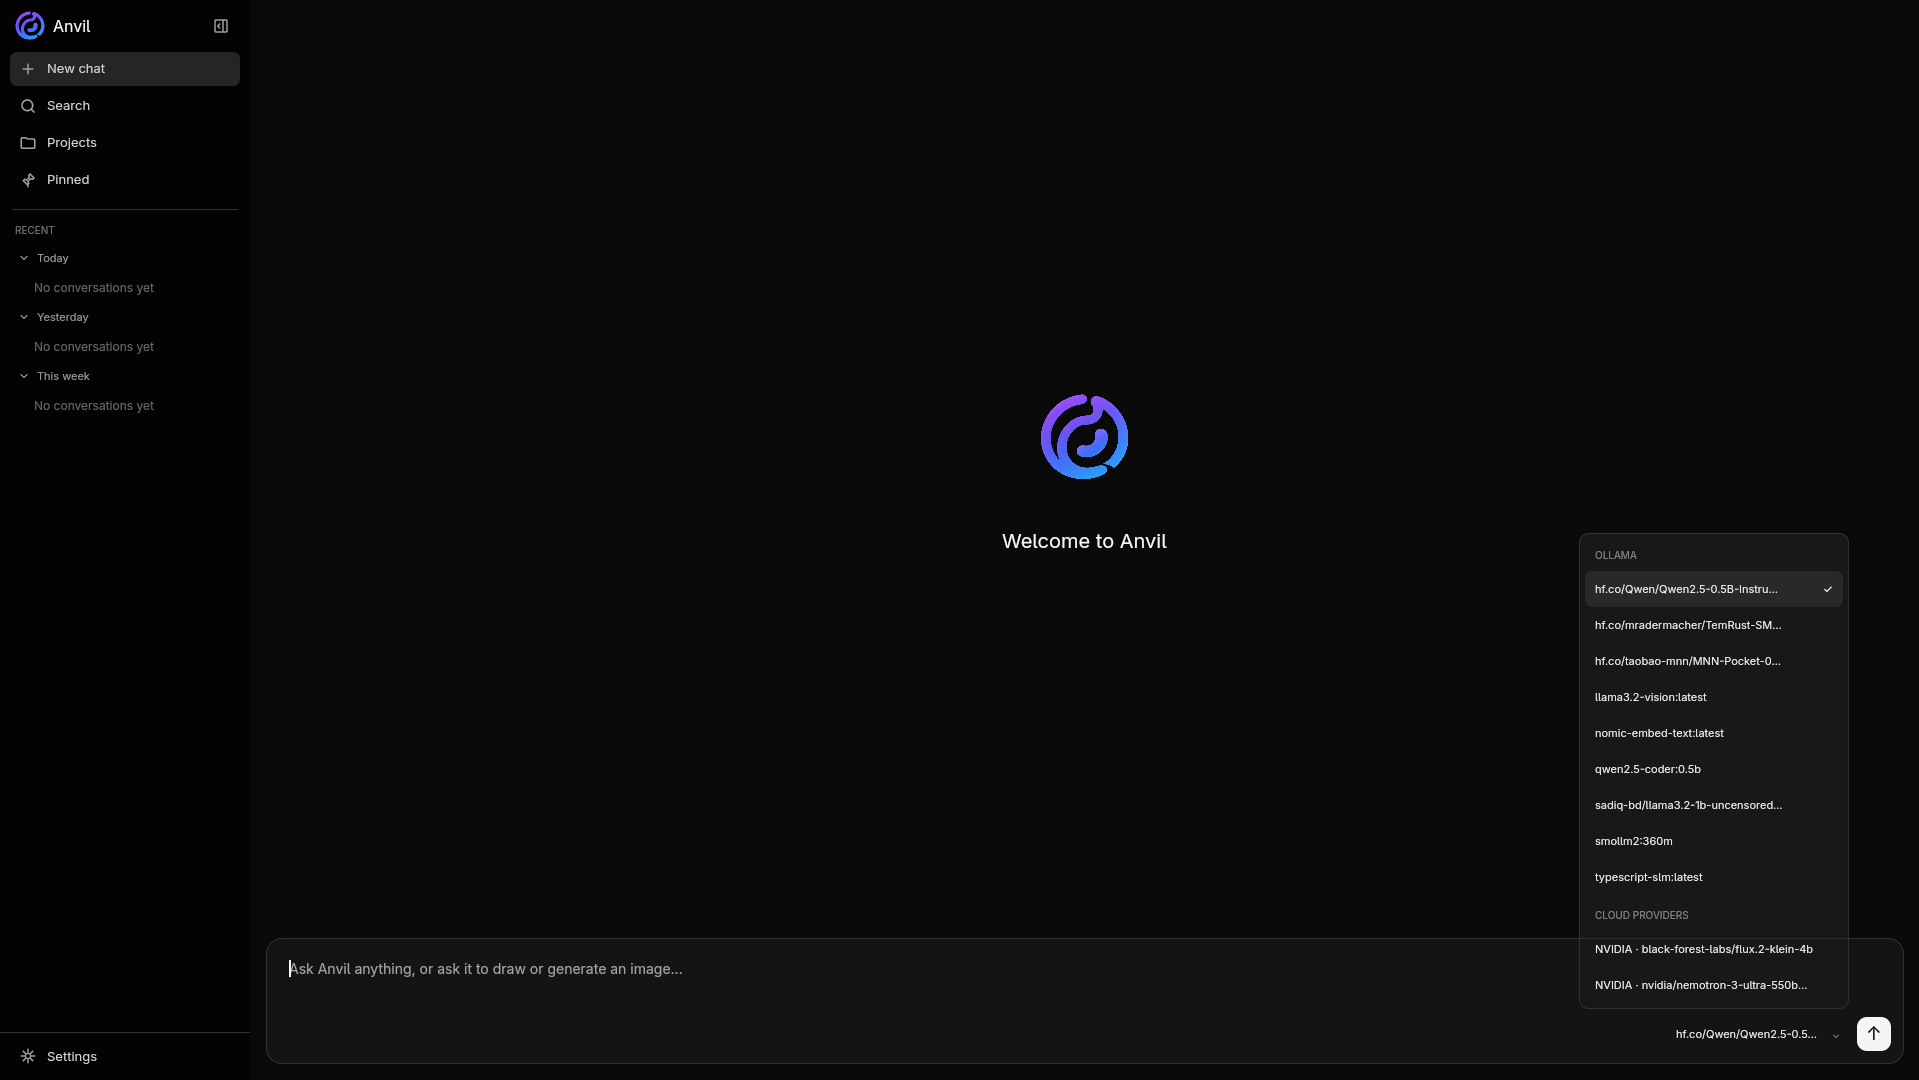 Anvil
New chat
Search
Projects
Pinned
RECENT
Today
No conversations yet
Yesterday
No conversations yet
This week
No conversations yet
Settings
Welcome to Anvil
OLLAMA
hf.co/Qwen/Qwen2.5-0.5B-Instru...
hf.co/mradermacher/TemRust-SM...
hf.co/taobao-mnn/MNN-Pocket-0...
llama3.2-vision:latest
nomic-embed-text:latest
qwen2.5-coder:0.5b
sadiq-bd/llama3.2-1b-uncensored...
smollm2:360m
typescript-slm:latest
CLOUD PROVIDERS
NVIDIA · black-forest-labs/flux.2-klein-4b
NVIDIA · nvidia/nemotron-3-ultra-550b...
Ask Anvil anything, or ask it to draw or generate an image...
hf.co/Qwen/Qwen2.5-0.5...